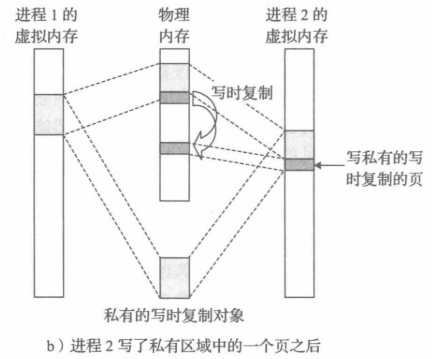 进程 1 的
虚拟内存
物理
内存
进程 2 的
虚拟内存
写时复制
写私有的写
时复制的页
私有的写时复制对象
b）进程 2 写了私有区域中的一个页之后